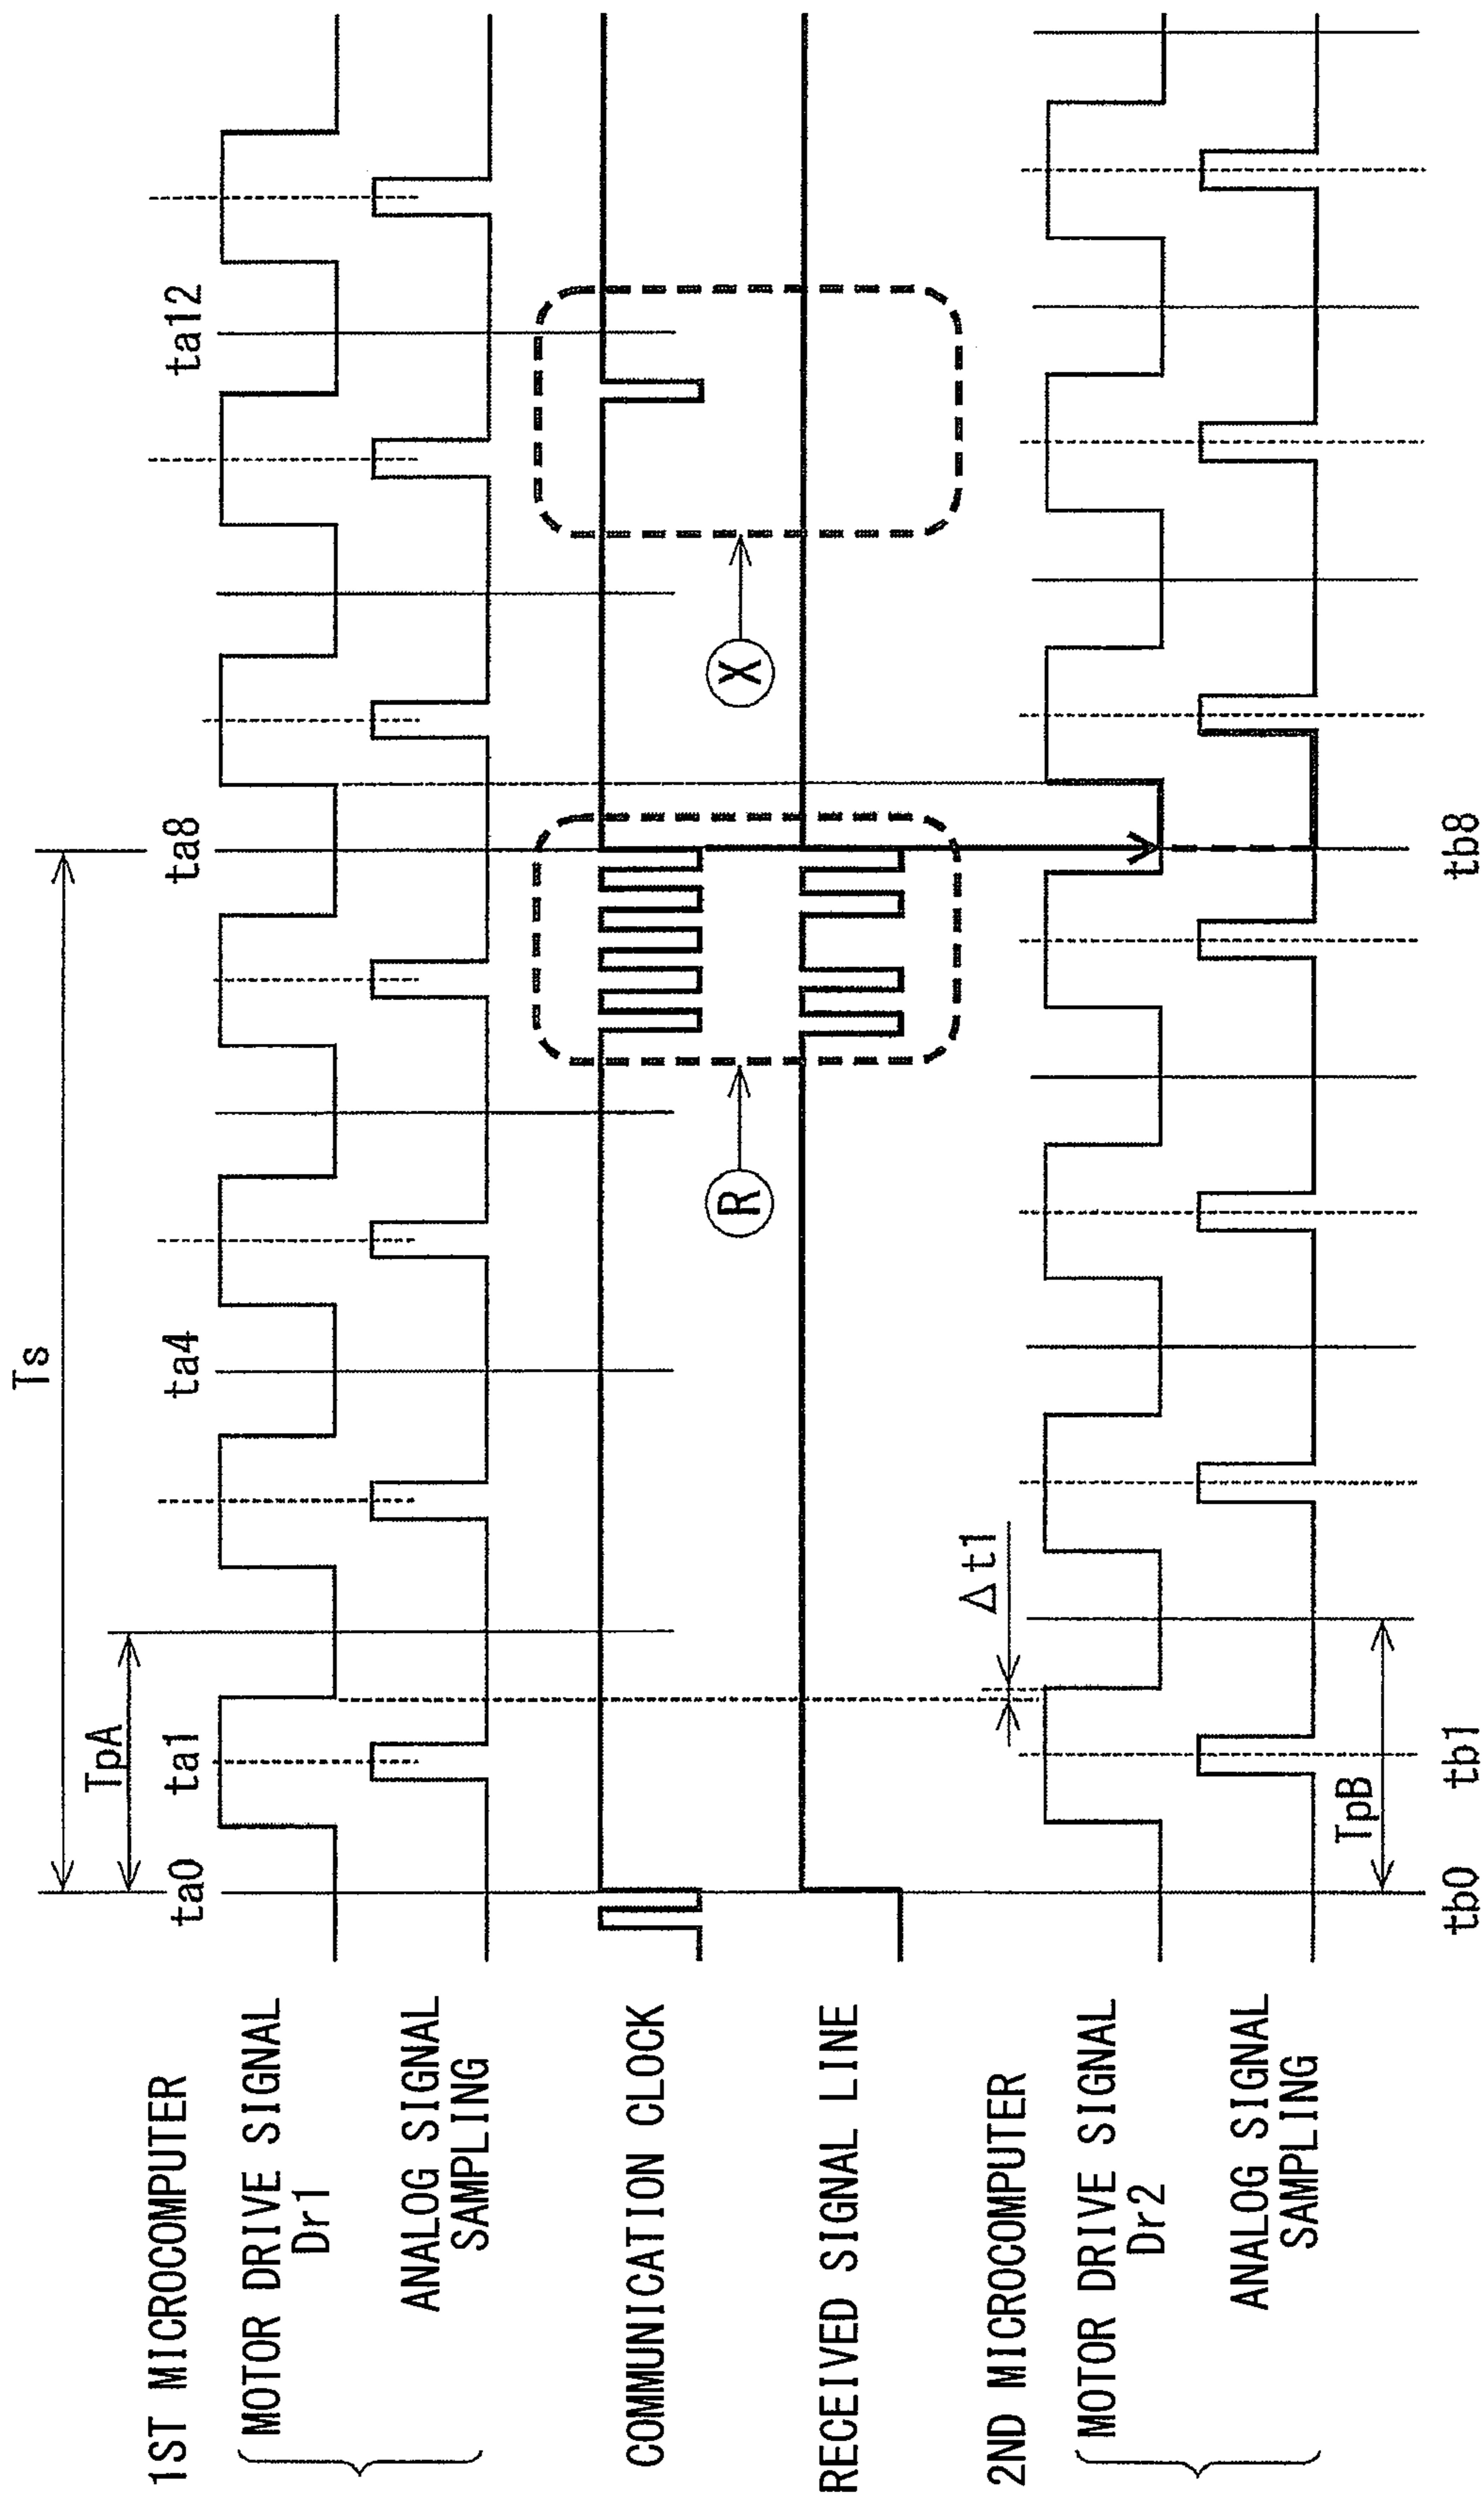 Ts
TpA
ta0
ta1
ta4
ta8
ta12
1ST MICROCOMPUTER
MOTOR DRIVE SIGNAL
Dr1
ANALOG SIGNAL
SAMPLING
COMMUNICATION CLOCK
R
X
RECEIVED SIGNAL LINE
Δt1
2ND MICROCOMPUTER
MOTOR DRIVE SIGNAL
Dr2
ANALOG SIGNAL
SAMPLING
TpB
tb0
tb1
tb8